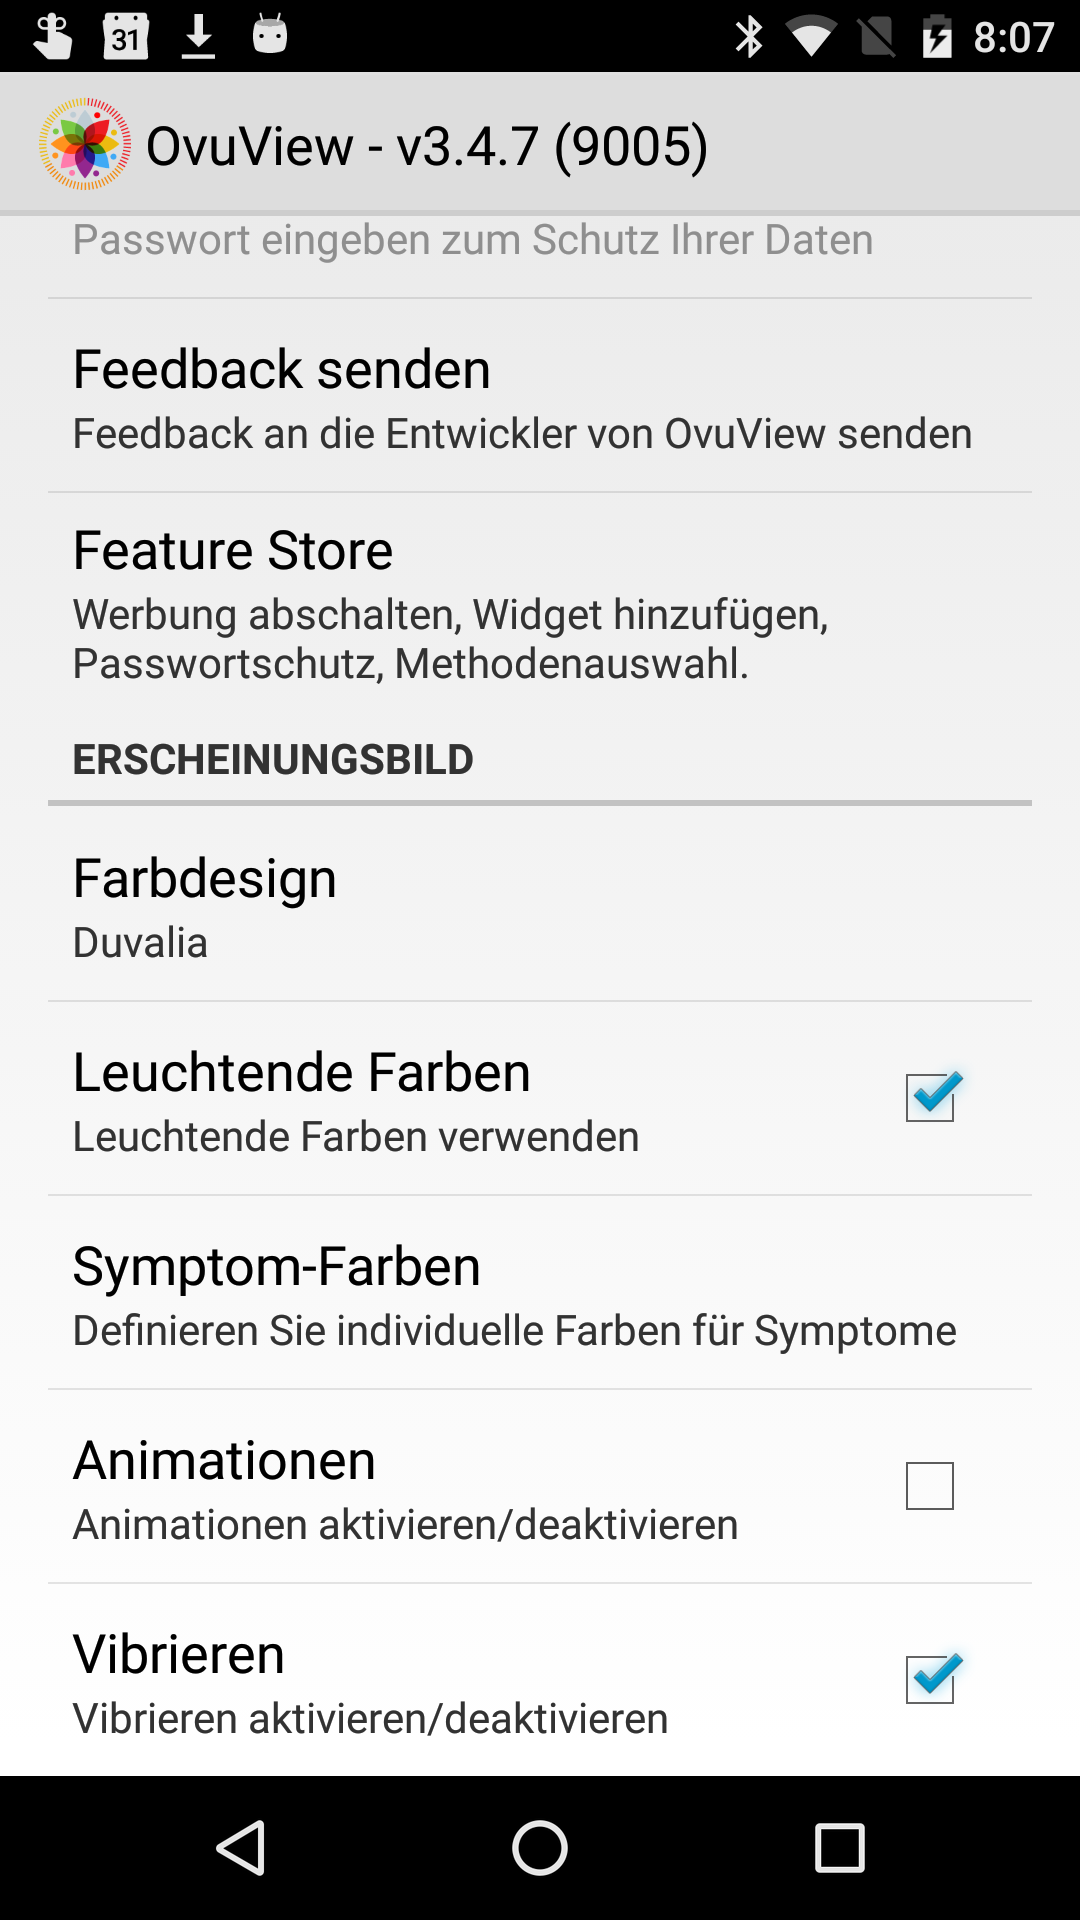 31
8:07
OvuView - v3.4.7 (9005)
Passwort eingeben zum Schutz Ihrer Daten
Feedback senden
Feedback an die Entwickler von OvuView senden
Feature Store
Werbung abschalten, Widget hinzufügen,
Passwortschutz, Methodenauswahl.
ERSCHEINUNGSBILD
Farbdesign
Duvalia
Leuchtende Farben
Leuchtende Farben verwenden
Symptom-Farben
Definieren Sie individuelle Farben für Symptome
Animationen
Animationen aktivieren/deaktivieren
Vibrieren
Vibrieren aktivieren/deaktivieren